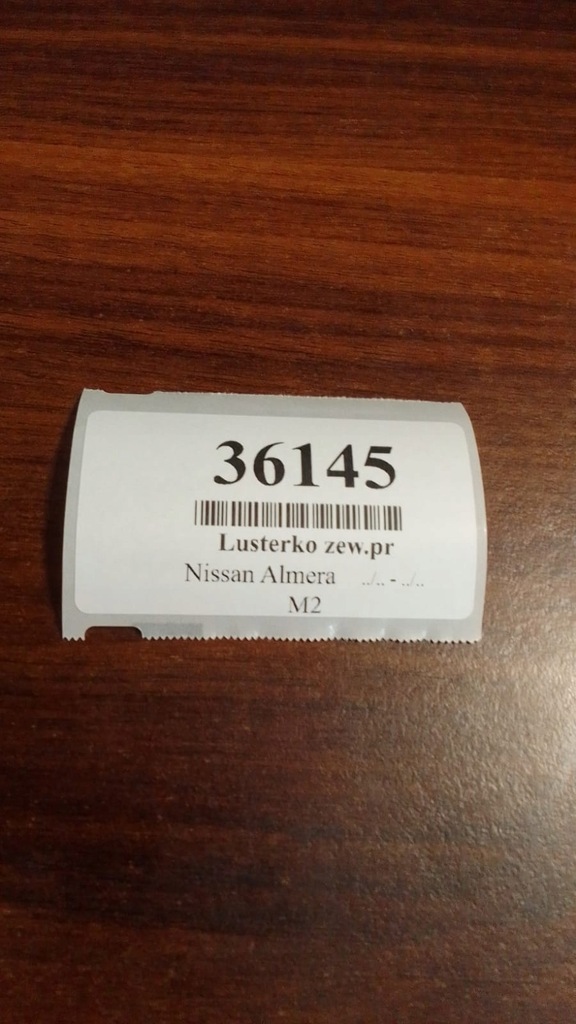 36145
Lusterko zew.pr
Nissan Almera ../.. - ../..
M2